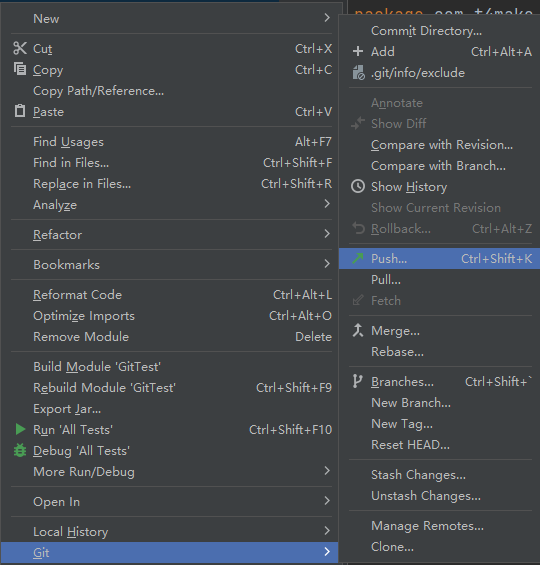 New
Cut Ctrl+X
Copy Ctrl+C
Copy Path/Reference...
Paste Ctrl+V
Find Usages Alt+F7
Find in Files... Ctrl+Shift+F
Replace in Files... Ctrl+Shift+R
Analyze
Refactor
Bookmarks
Reformat Code Ctrl+Alt+L
Optimize Imports Ctrl+Alt+O
Remove Module Delete
Build Module 'GitTest'
Rebuild Module 'GitTest' Ctrl+Shift+F9
Export Jar...
Run 'All Tests' Ctrl+Shift+F10
Debug 'All Tests'
More Run/Debug
Open In
Local History
Git
Commit Directory...
Add Ctrl+Alt+A
.git/info/exclude
Annotate
Show Diff
Compare with Revision...
Compare with Branch...
Show History
Show Current Revision
Rollback... Ctrl+Alt+Z
Push... Ctrl+Shift+K
Pull...
Fetch
Merge...
Rebase...
Branches... Ctrl+Shift+`
New Branch...
New Tag...
Reset HEAD...
Stash Changes...
Unstash Changes...
Manage Remotes...
Clone...